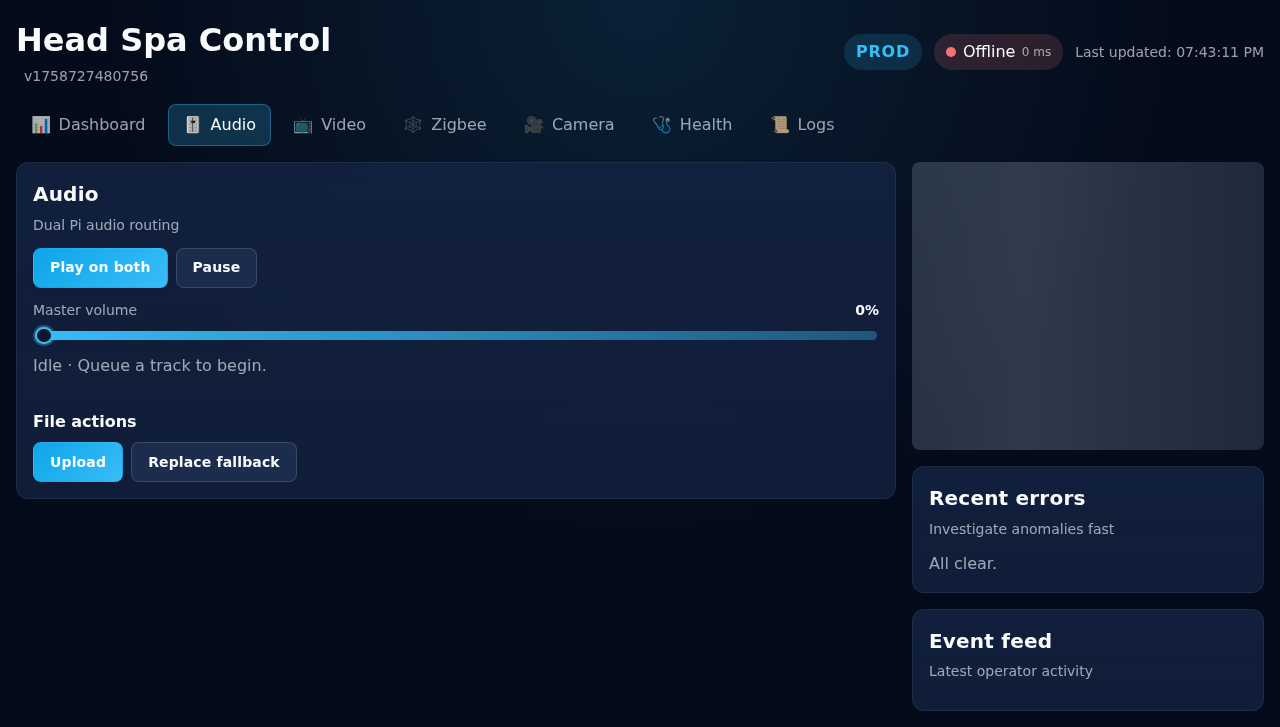 Head Spa Control
v1758727480756
PROD
Offline 0 ms
Last updated: 07:43:11 PM
Dashboard
Audio
Video
Zigbee
Camera
Health
Logs
Audio
Dual Pi audio routing
Play on both
Pause
Master volume
0%
Idle · Queue a track to begin.
File actions
Upload
Replace fallback
Recent errors
Investigate anomalies fast
All clear.
Event feed
Latest operator activity